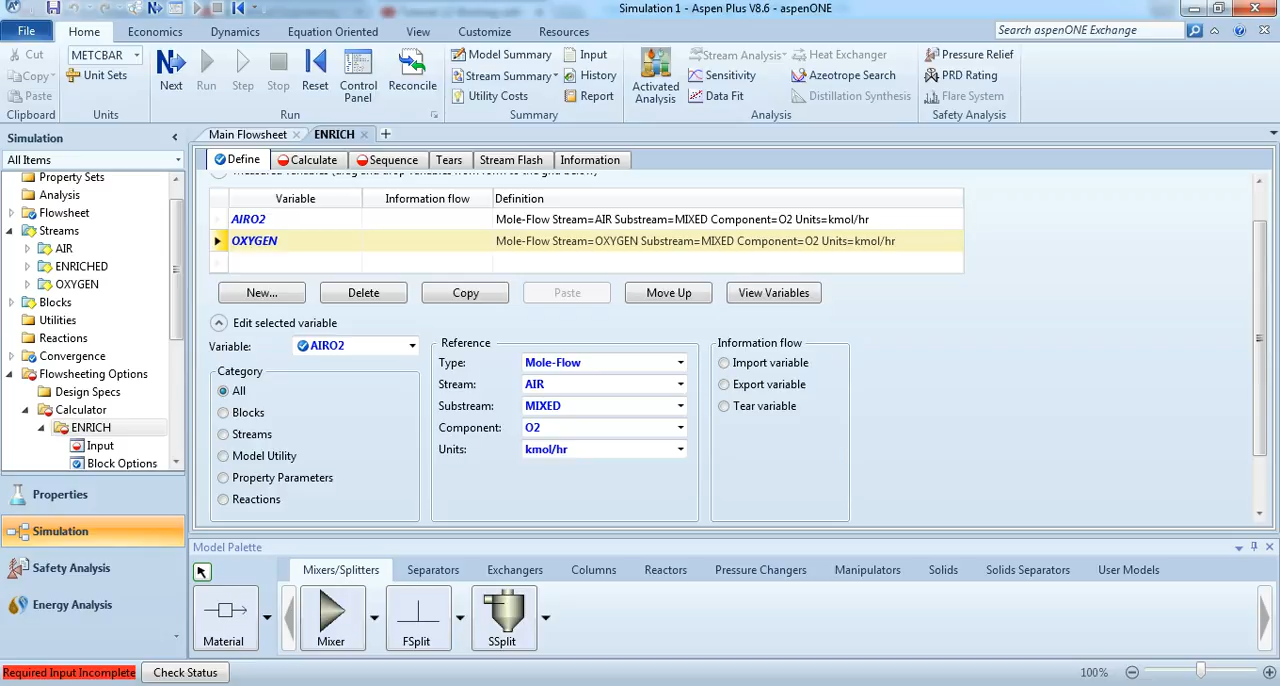 Simulation 1 - Aspen Plus V8.6 - aspenONE
File Home Economics Dynamics Equation Oriented View Customize Resources Search aspenONE Exchange
Cut METCBAR Model Summary Input Stream Analysis Heat Exchanger Pressure Relief
Copy Unit Sets Next Run Step Stop Reset Control Panel Reconcile Stream Summary History Activated Analysis Sensitivity Azeotrope Search PRD Rating
Paste Utility Costs Report Data Fit Distillation Synthesis Flare System
Clipboard Units Run Summary Analysis Safety Analysis
Simulation Main Flowsheet ENRICH
All Items Define Calculate Sequence Tears Stream Flash Information
Property Sets
Analysis Variable Information flow Definition
Flowsheet AIRO2 Mole-Flow Stream=AIR Substream=MIXED Component=O2 Units=kmol/hr
Streams OXYGEN Mole-Flow Stream=OXYGEN Substream=MIXED Component=O2 Units=kmol/hr
AIR
ENRICHED
OXYGEN New... Delete Copy Paste Move Up View Variables
Blocks
Utilities Edit selected variable
Reactions Variable: AIRO2 Reference Information flow
Convergence Category Type: Mole-Flow Import variable
Flowsheeting Options All Stream: AIR Export variable
Design Specs Blocks Substream: MIXED Tear variable
Calculator Streams Component: O2
ENRICH Model Utility Units: kmol/hr
Input Property Parameters
Block Options Reactions
Properties
Simulation
Safety Analysis
Energy Analysis
Model Palette
Mixers/Splitters Separators Exchangers Columns Reactors Pressure Changers Manipulators Solids Solids Separators User Models
Material Mixer FSplit SSplit
Required Input Incomplete Check Status 100%